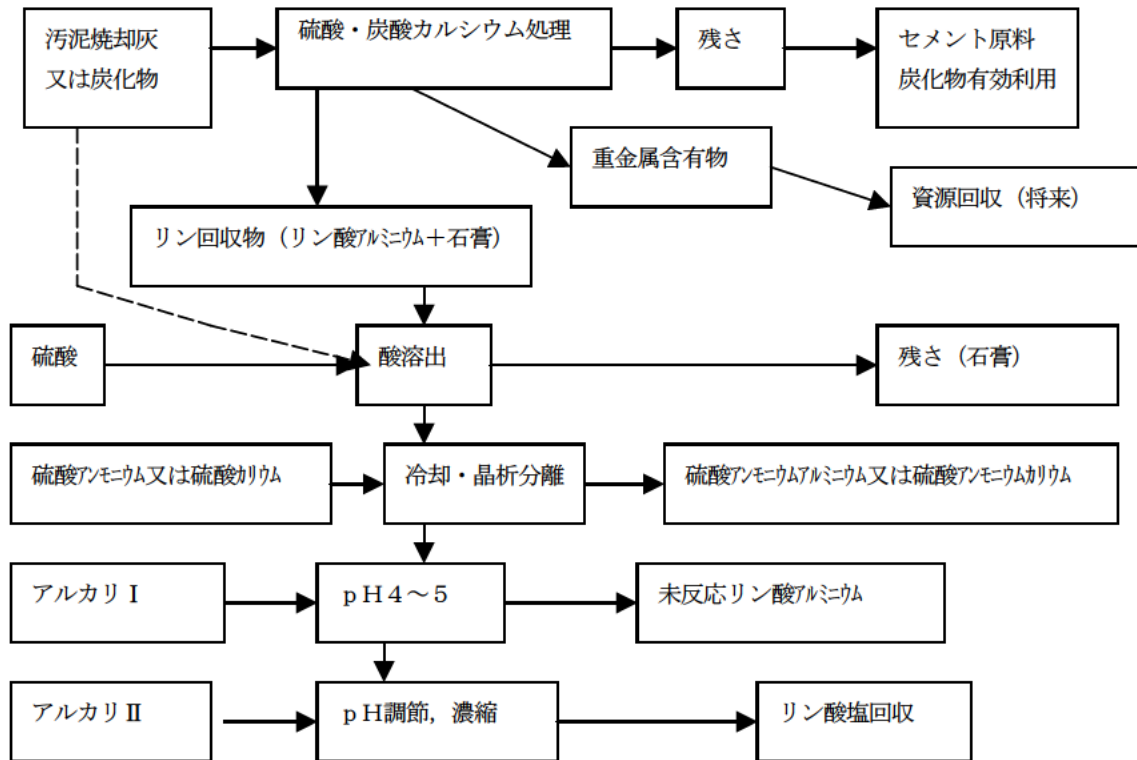 汚泥焼却灰
又は炭化物
硫酸・炭酸カルシウム処理
残さ
セメント原料
炭化物有効利用
重金属含有物
資源回収（将来）
リン回収物（リン酸ｱﾙﾐﾆｳﾑ＋石膏）
硫酸
酸溶出
残さ（石膏）
硫酸ｱﾝﾓﾆｳﾑ又は硫酸ｶﾘｳﾑ
冷却・晶析分離
硫酸ｱﾝﾓﾆｳﾑｱﾙﾐﾆｳﾑ又は硫酸ｱﾝﾓﾆｳﾑｶﾘｳﾑ
アルカリⅠ
ｐＨ４～５
未反応リン酸ｱﾙﾐﾆｳﾑ
アルカリⅡ
ｐＨ調節，濃縮
リン酸塩回収